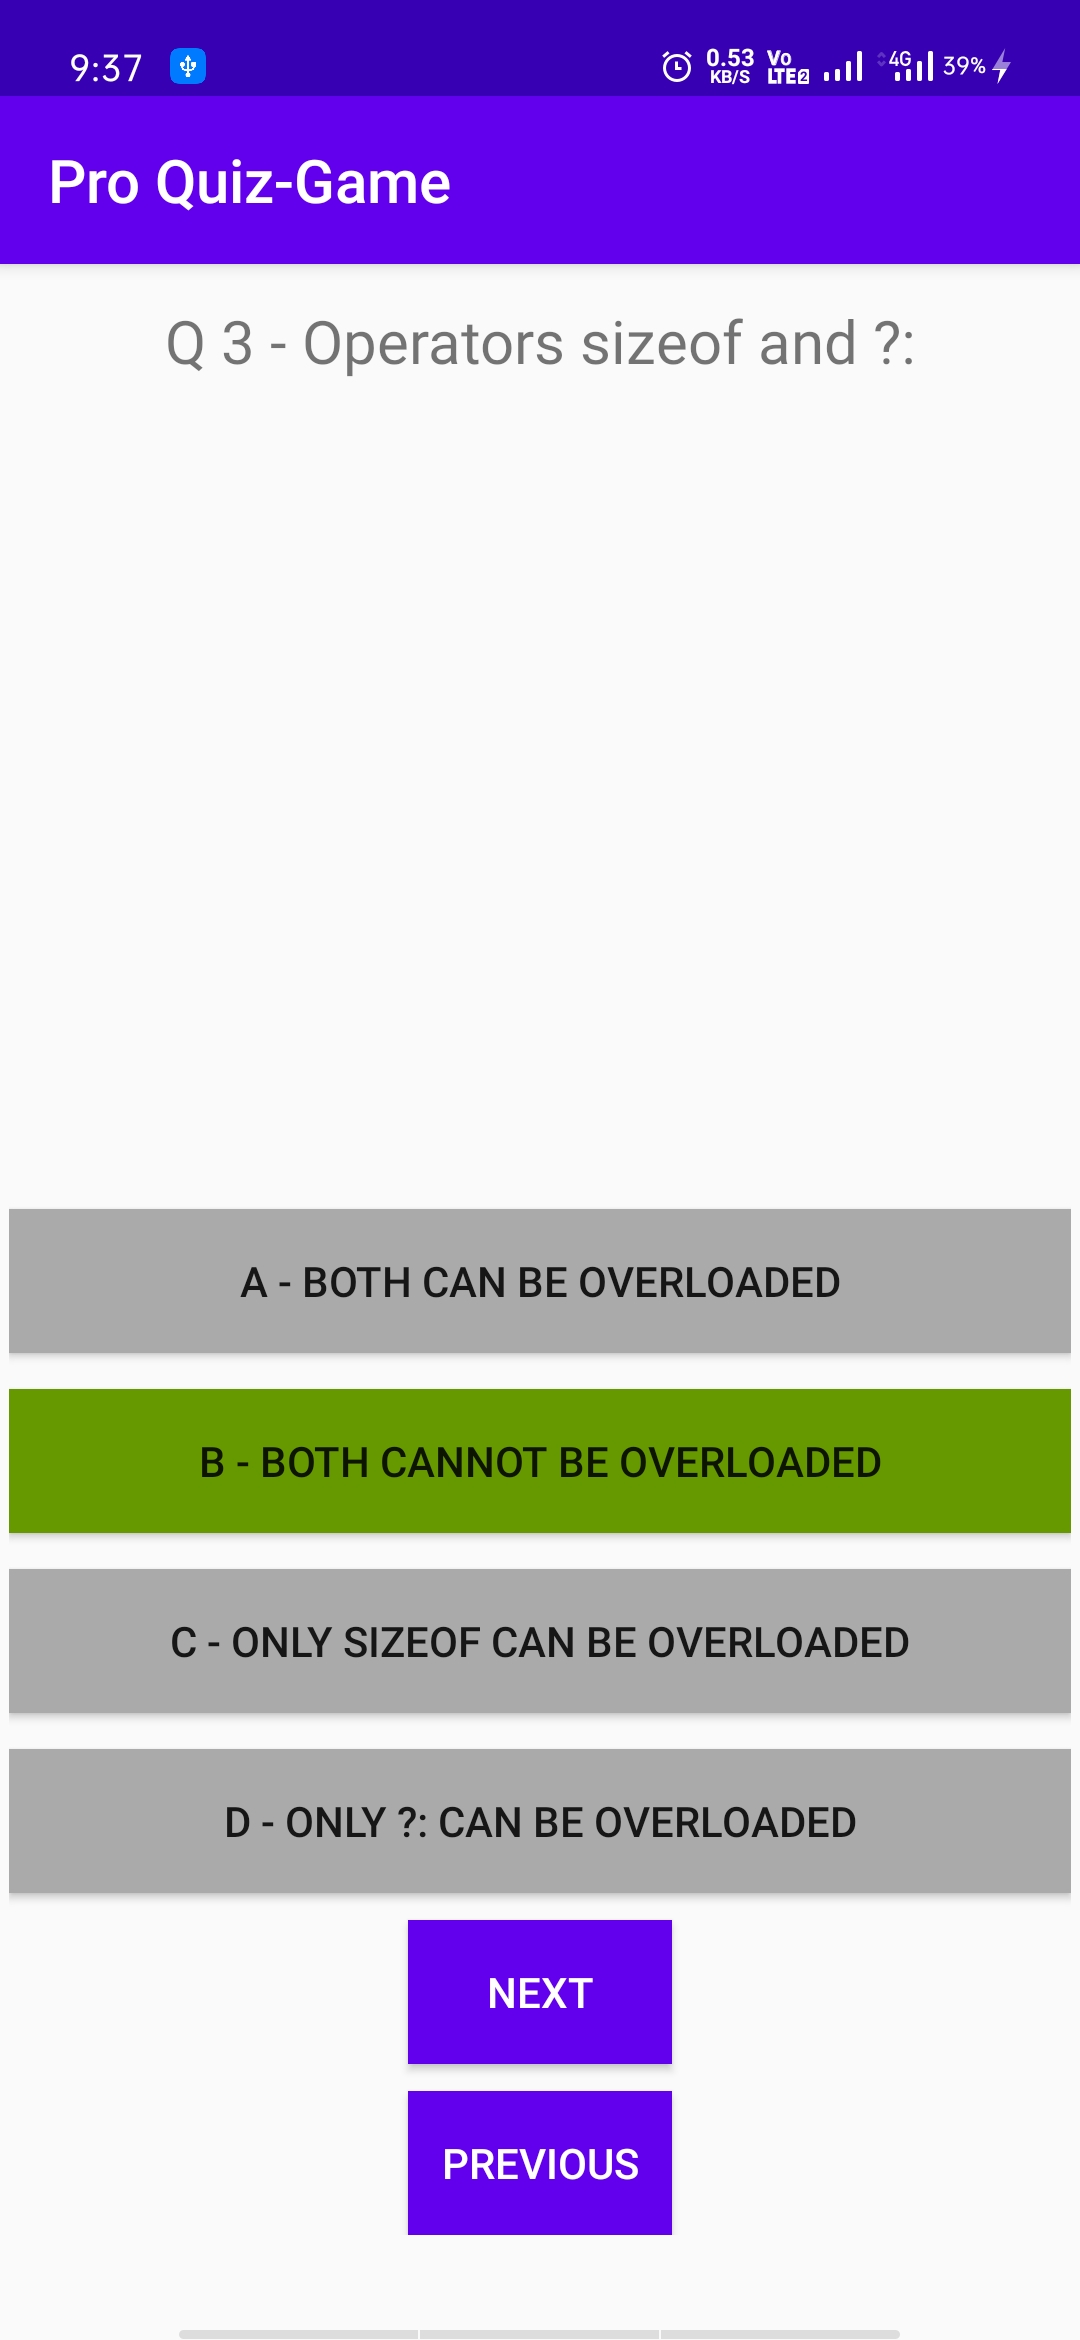 9:37
0.53
KB/S
Vo
LTE2
4G
39%
Pro Quiz-Game
Q 3 - Operators sizeof and ?:
A - BOTH CAN BE OVERLOADED
B - BOTH CANNOT BE OVERLOADED
C - ONLY SIZEOF CAN BE OVERLOADED
D - ONLY ?: CAN BE OVERLOADED
NEXT
PREVIOUS